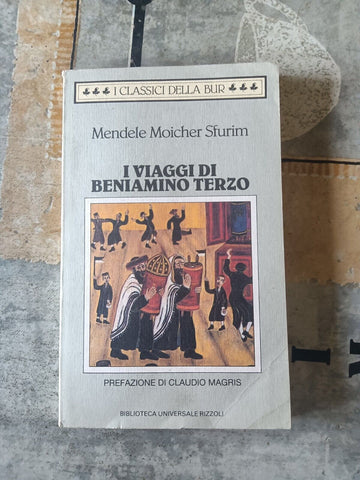 I CLASSICI DELLA BUR
Mendele Moicher Sfurim
I VIAGGI DI
BENIAMINO TERZO
PREFAZIONE DI CLAUDIO MAGRIS
BIBLIOTECA UNIVERSALE RIZZOLI